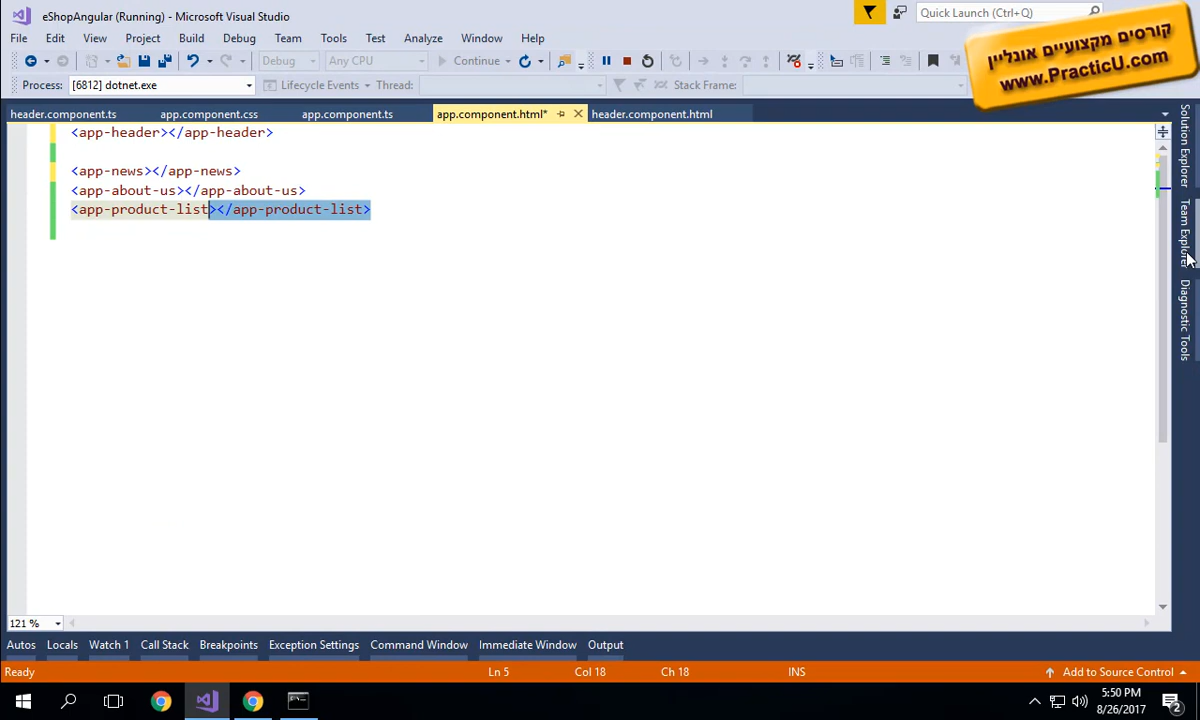 eShopAngular (Running) - Microsoft Visual Studio
Quick Launch (Ctrl+Q)
קורסים מקצועיים אונליין
www.PracticU.com
File Edit View Project Build Debug Team Tools Test Analyze Window Help
Debug Any CPU Continue
Process: [6812] dotnet.exe Lifecycle Events Thread: Stack Frame:
header.component.ts app.component.css app.component.ts app.component.html* header.component.html
<app-header></app-header>
<app-news></app-news>
<app-about-us></app-about-us>
<app-product-list></app-product-list>
Solution Explorer
Team Explorer
Diagnostic Tools
121 %
Autos Locals Watch 1 Call Stack Breakpoints Exception Settings Command Window Immediate Window Output
Ready Ln 5 Col 18 Ch 18 INS Add to Source Control
5:50 PM
8/26/2017
2